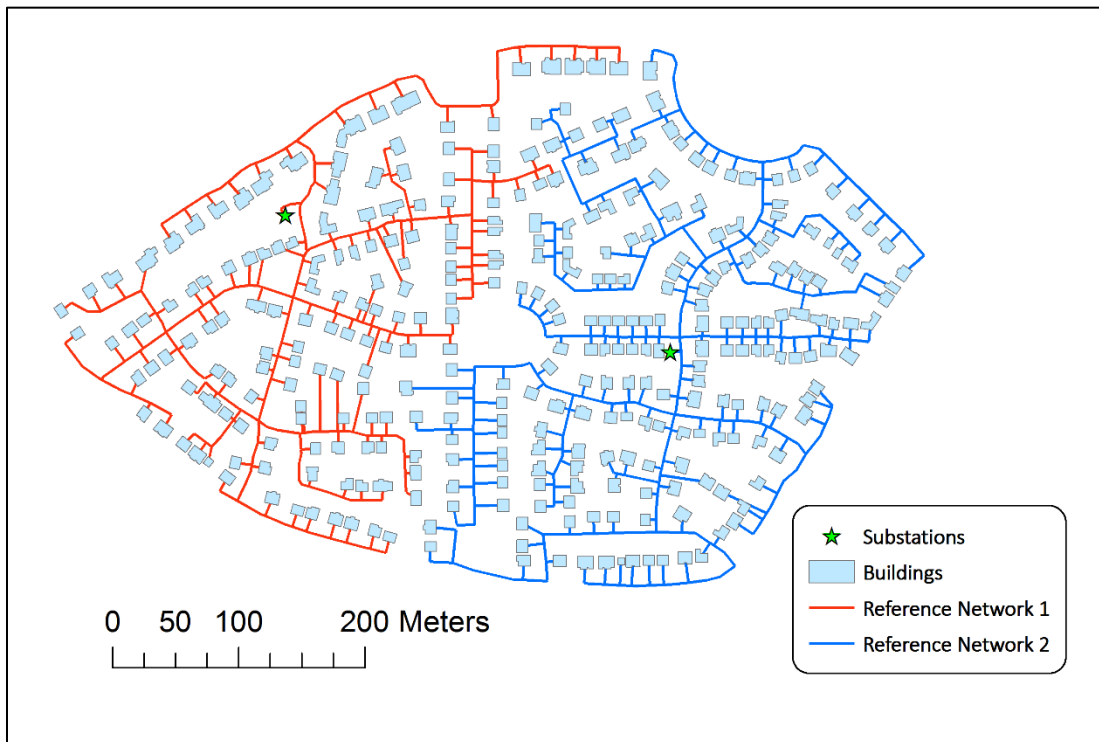 Substations
Buildings
Reference Network 1
Reference Network 2
0 50 100 200 Meters